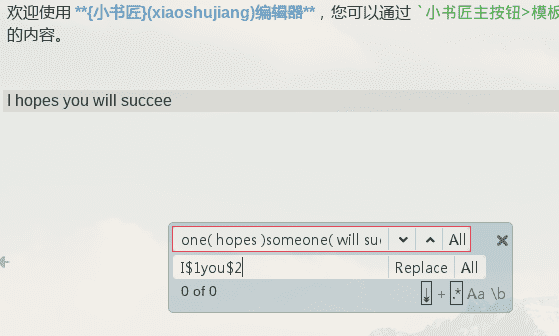 欢迎使用 **{小书匠}(xiaoshujiang)编辑器**，您可以通过 `小书匠主按钮>模板
的内容。
I hopes you will succee
one( hopes )someone( will su
All
I$1you$2
Replace All
0 of 0
+ .* Aa \b